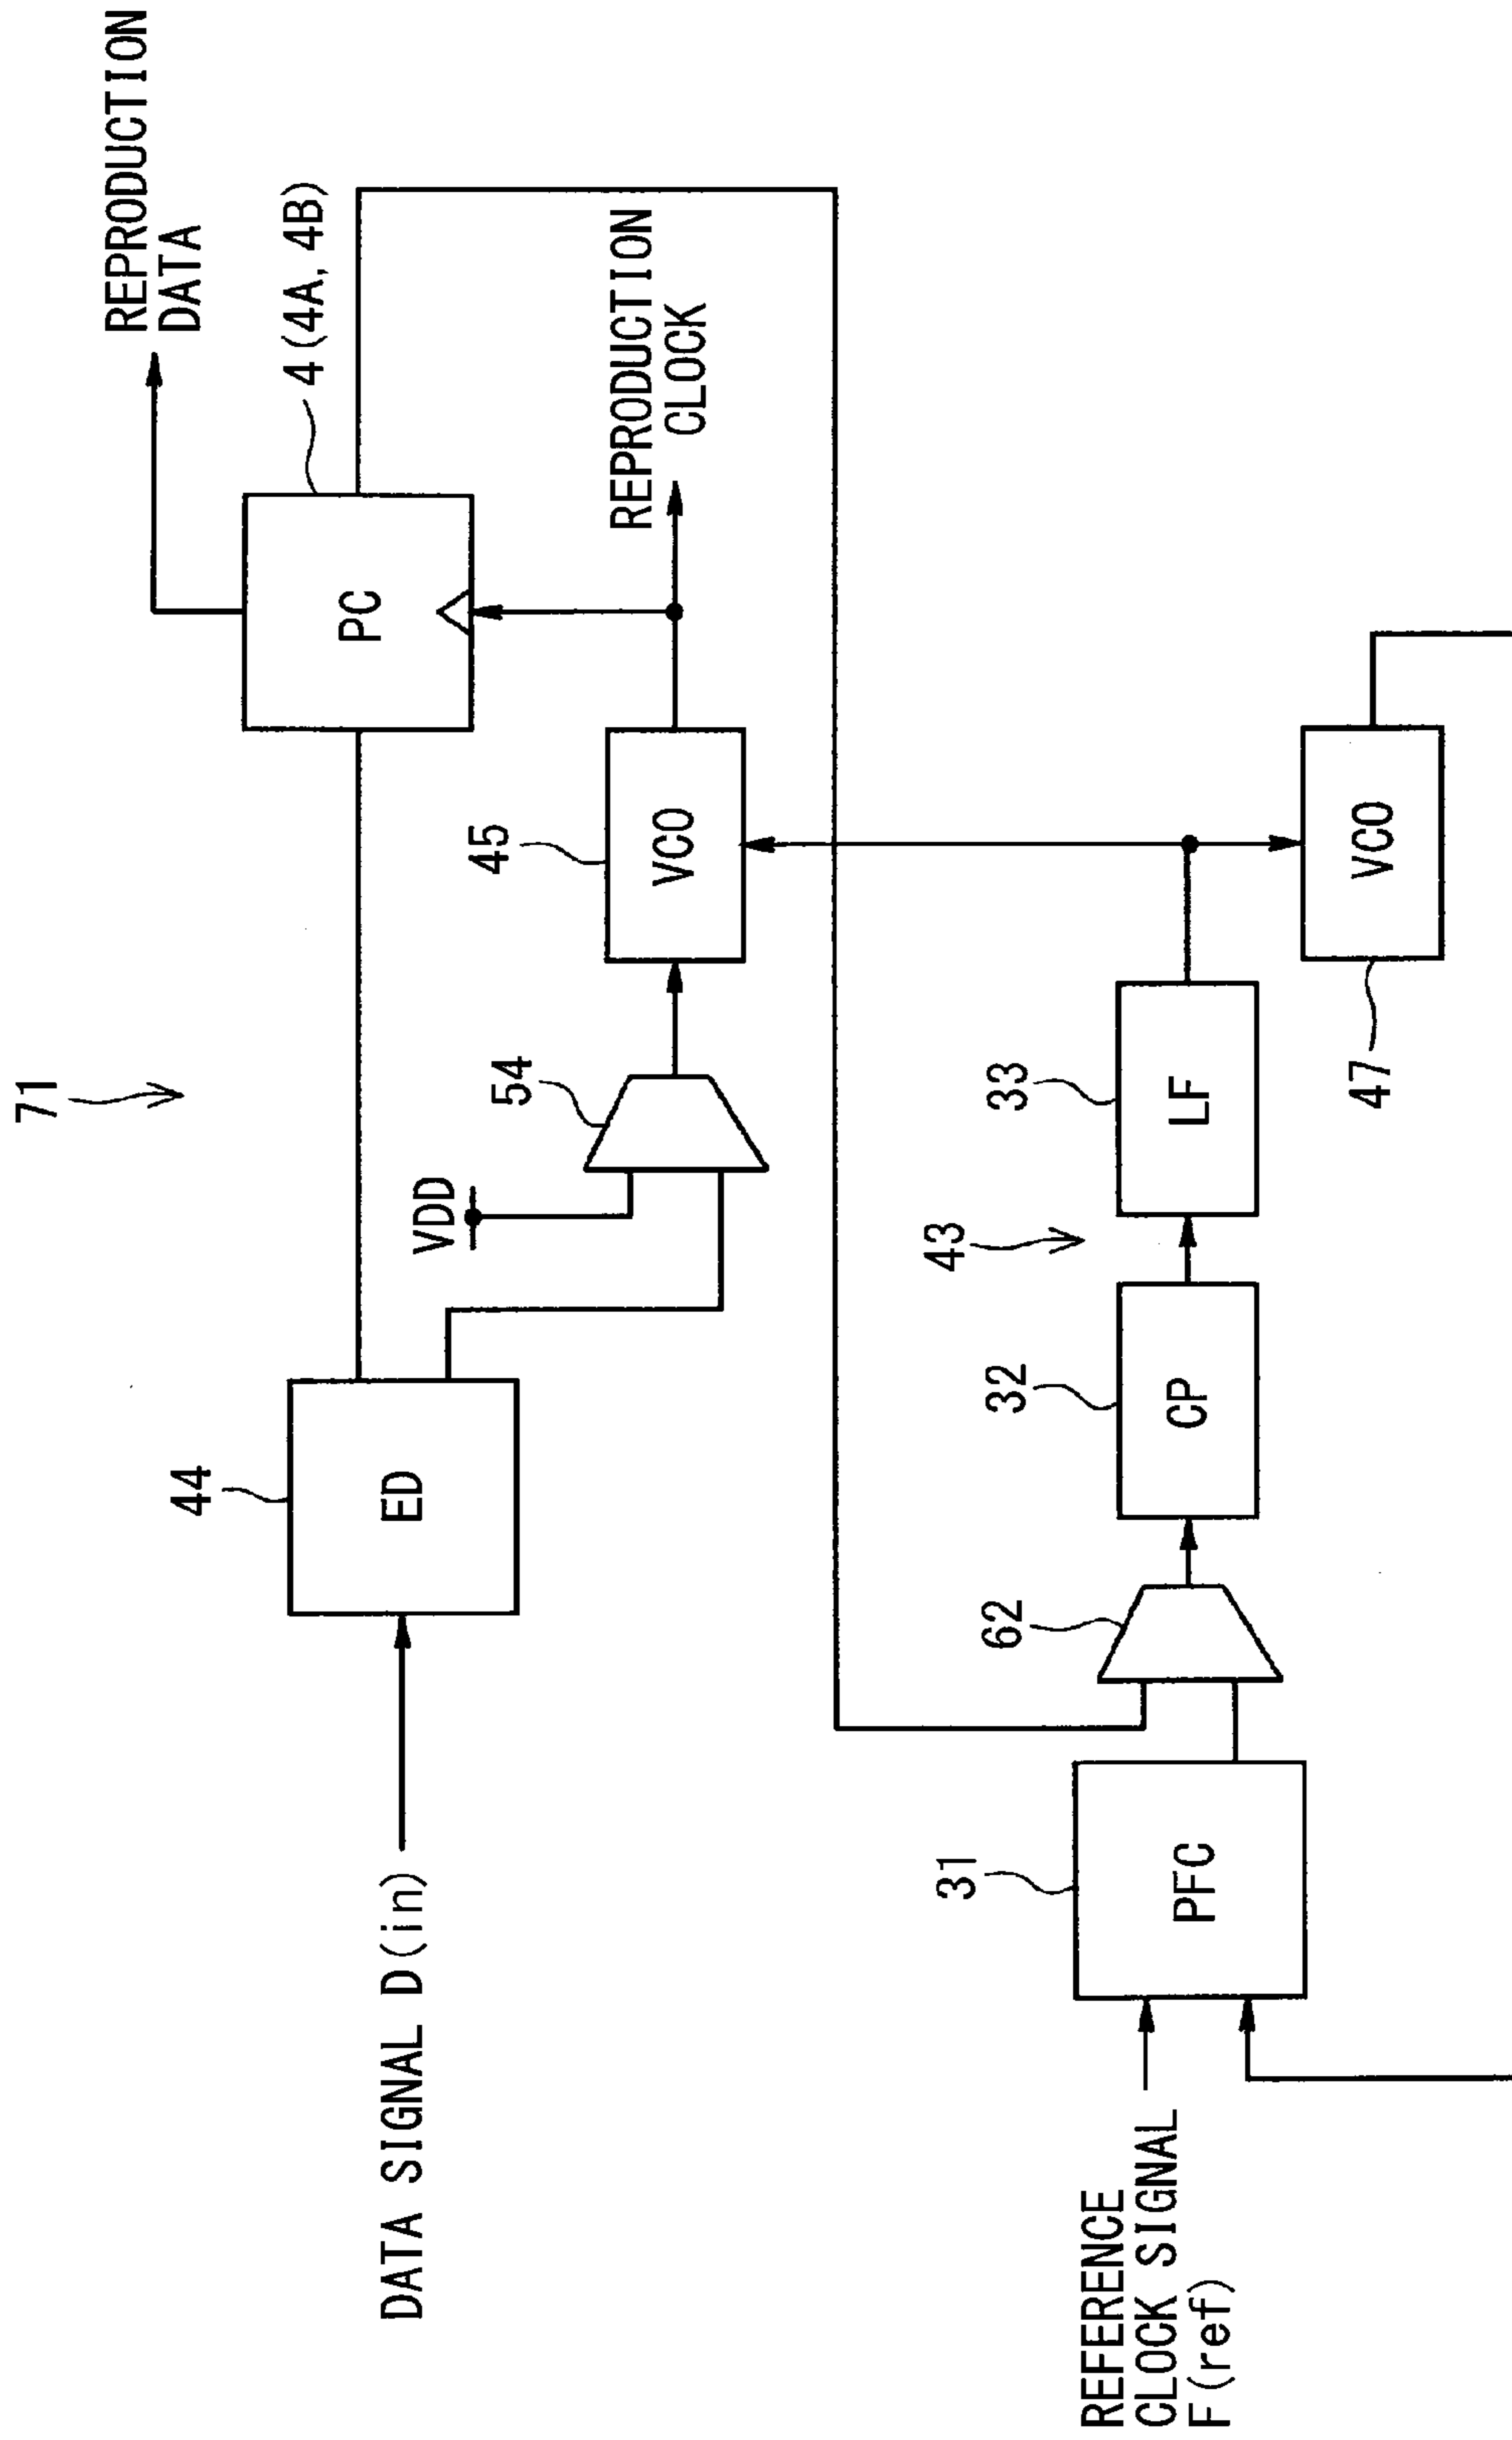 71
REPRODUCTION
DATA
4(4A, 4B)
PC
44
ED
DATA SIGNAL D(in)
VDD
54
45
VCO
REPRODUCTION
CLOCK
43
31
PFC
62
32
CP
33
LF
47
VCO
REFERENCE
CLOCK SIGNAL
F(ref)